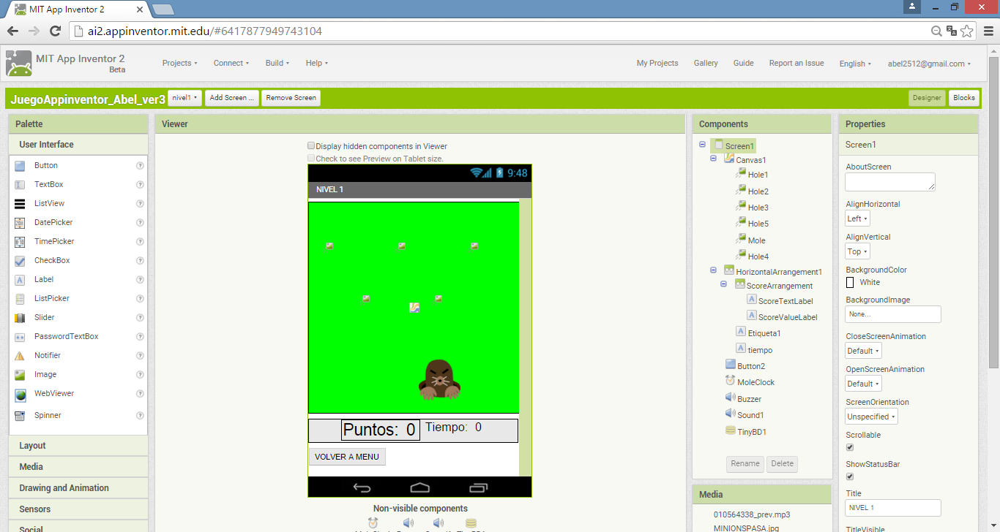 MIT App Inventor 2
ai2.appinventor.mit.edu/#6417877949743104
MIT App Inventor 2
Beta
Projects Connect Build Help
My Projects Gallery Guide Report an Issue English abel2512@gmail.com
JuegoAppinventor_Abel_ver3 nivel1 Add Screen ... Remove Screen Designer Blocks
Palette
User Interface
Button
TextBox
ListView
DatePicker
TimePicker
CheckBox
Label
ListPicker
Slider
PasswordTextBox
Notifier
Image
WebViewer
Spinner
Layout
Media
Drawing and Animation
Sensors
Social
Viewer
Display hidden components in Viewer
Check to see Preview on Tablet size.
9:48
NIVEL 1
Puntos: 0 Tiempo: 0
VOLVER A MENU
Non-visible components
Components
Screen1
Canvas1
Hole1
Hole2
Hole3
Hole5
Mole
Hole4
HorizontalArrangement1
ScoreArrangement
ScoreTextLabel
ScoreValueLabel
Etiqueta1
tiempo
Button2
MoleClock
Buzzer
Sound1
TinyBD1
Rename Delete
Media
010564338_prev.mp3
MINIONSPASA.jpg
Properties
Screen1
AboutScreen
AlignHorizontal
Left
AlignVertical
Top
BackgroundColor
White
BackgroundImage
None...
CloseScreenAnimation
Default
OpenScreenAnimation
Default
ScreenOrientation
Unspecified
Scrollable
ShowStatusBar
Title
NIVEL 1
TitleVisible